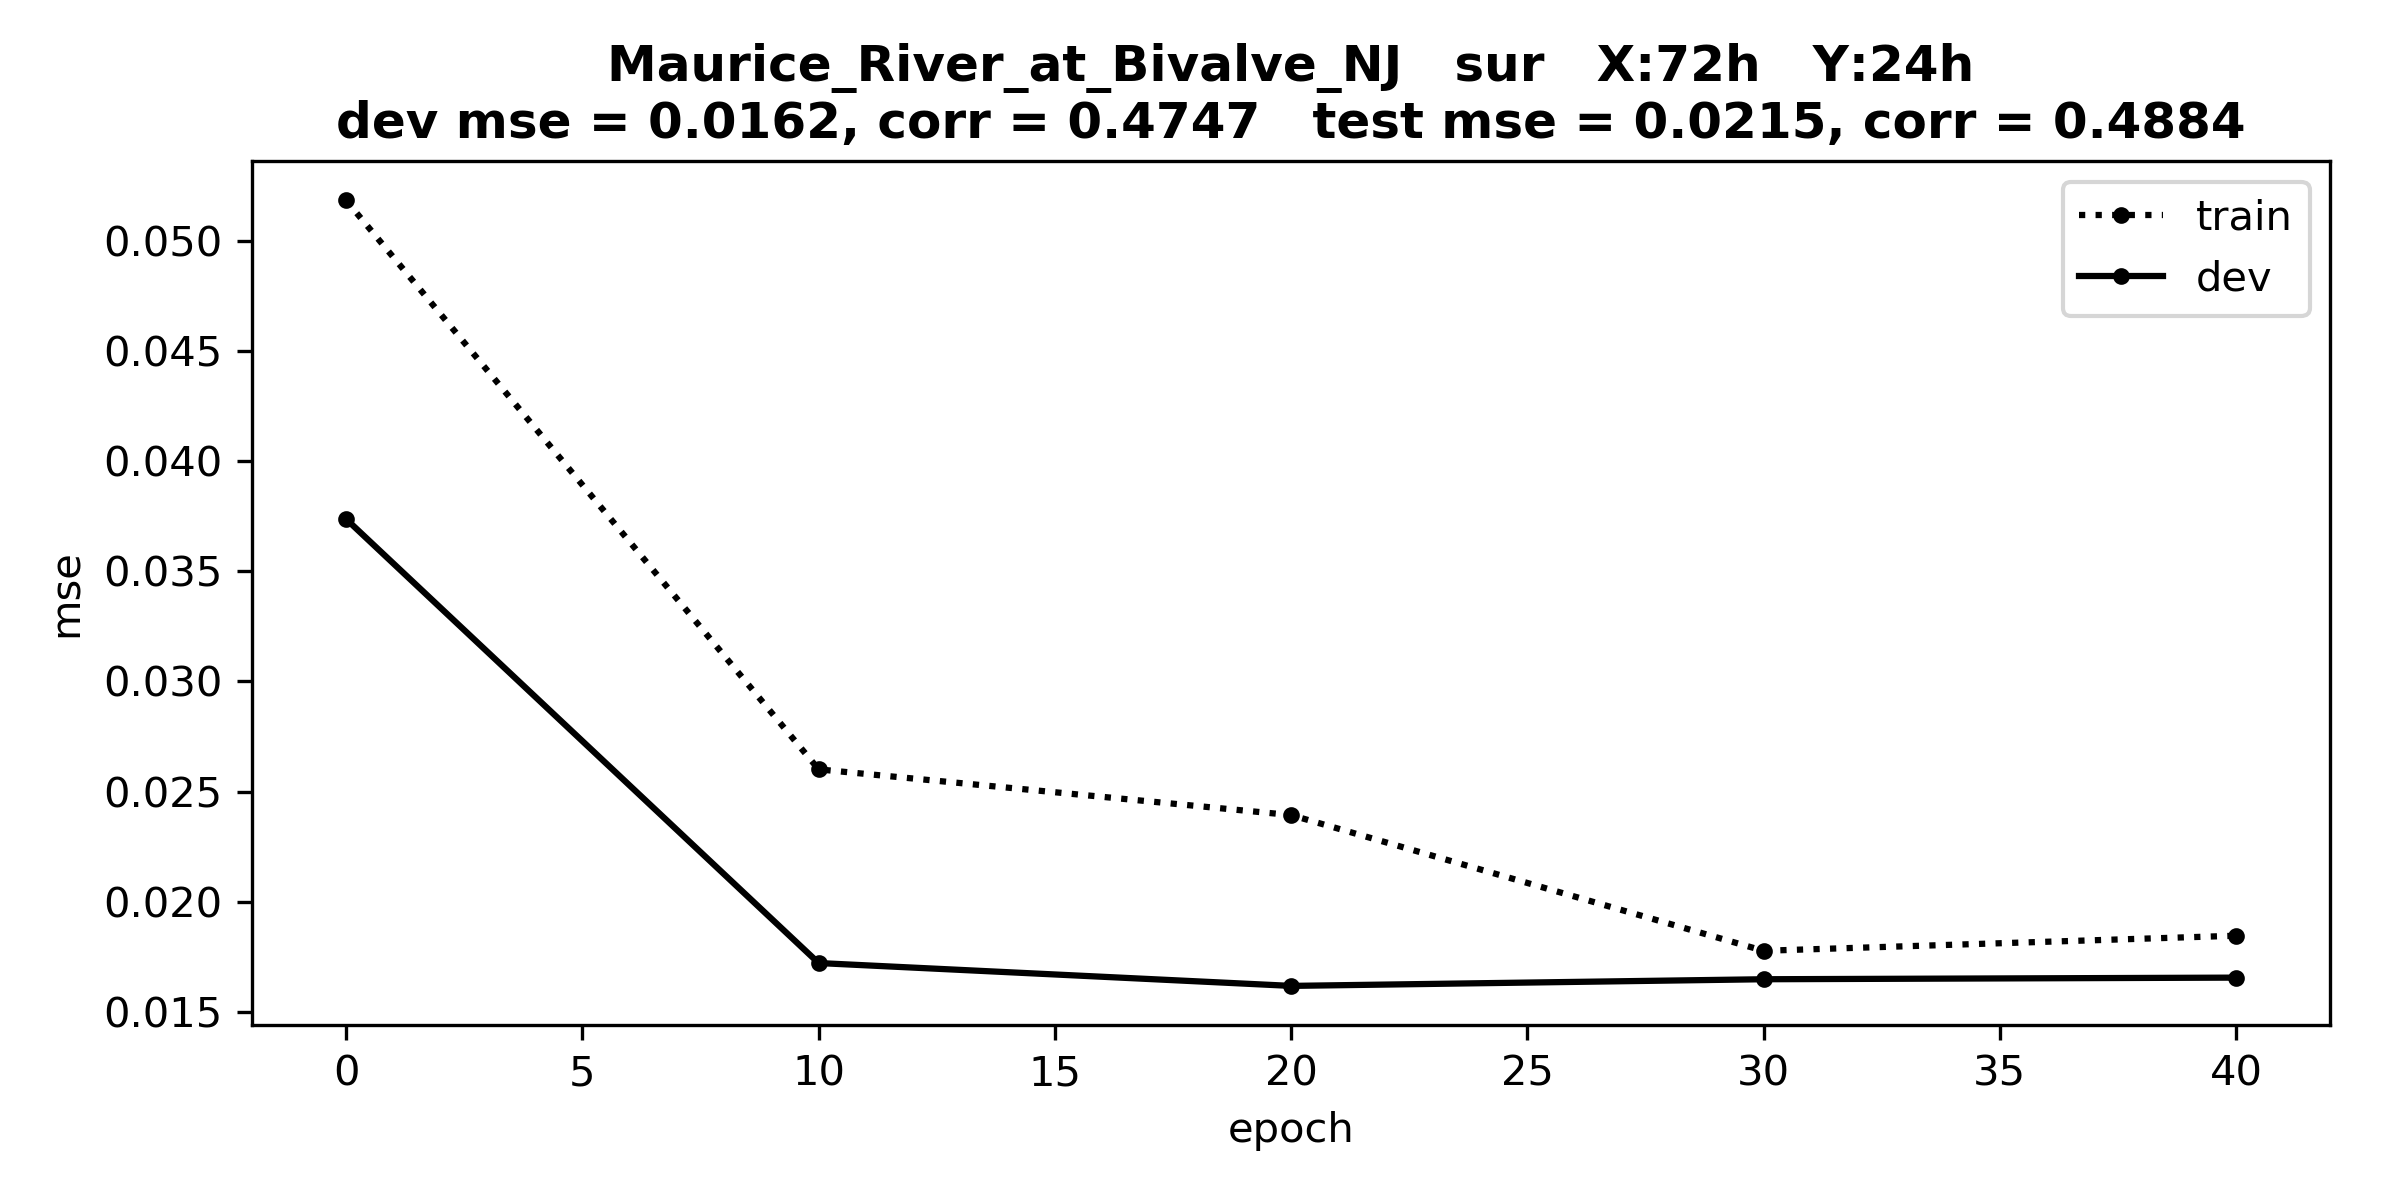 Maurice_River_at_Bivalve_NJ   sur   X:72h   Y:24h
dev mse = 0.0162, corr = 0.4747   test mse = 0.0215, corr = 0.4884
train
dev
0.050
0.045
0.040
0.035
0.030
0.025
0.020
0.015
mse
0 5 10 15 20 25 30 35 40
epoch